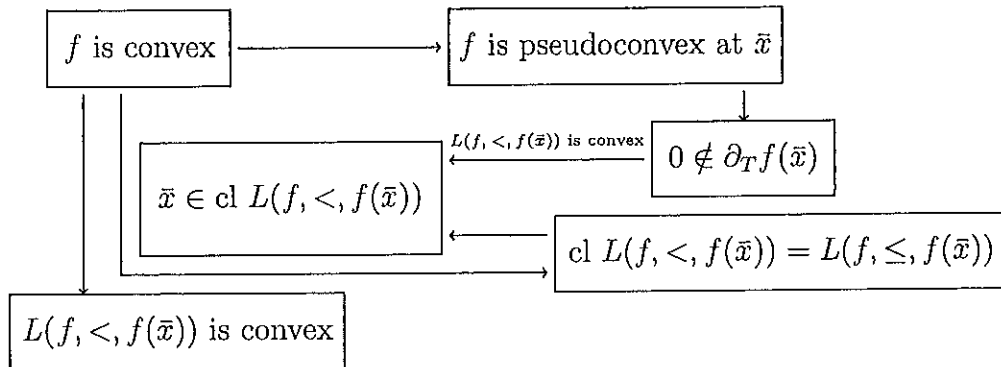 f is convex
f is pseudoconvex at x̄
L(f, <, f(x̄)) is convex
0 ∉ ∂_T f(x̄)
x̄ ∈ cl L(f, <, f(x̄))
cl L(f, <, f(x̄)) = L(f, ≤, f(x̄))
L(f, <, f(x̄)) is convex